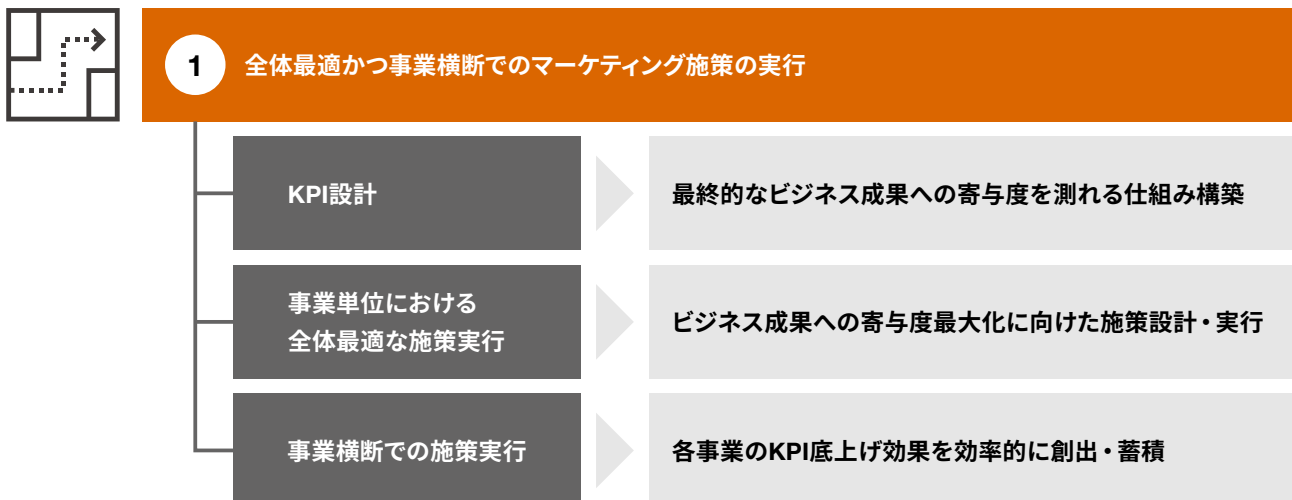 1
全体最適かつ事業横断でのマーケティング施策の実行
KPI設計
最終的なビジネス成果への寄与度を測れる仕組み構築
事業単位における
全体最適な施策実行
ビジネス成果への寄与度最大化に向けた施策設計・実行
事業横断での施策実行
各事業のKPI底上げ効果を効率的に創出・蓄積